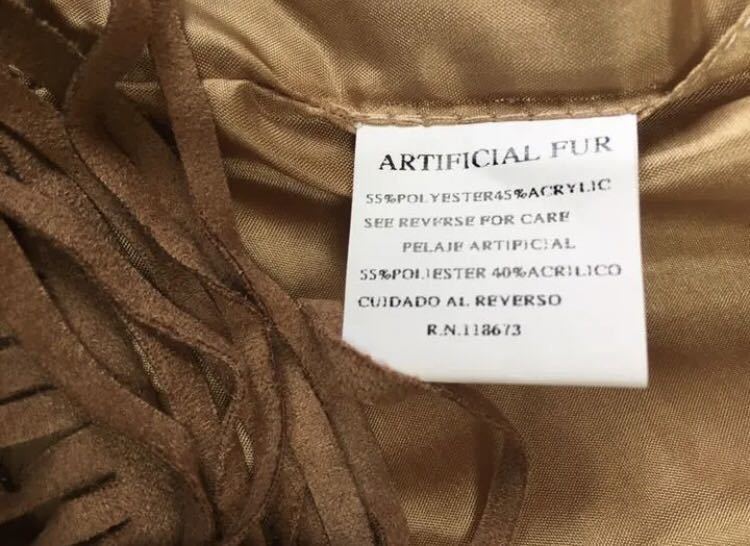 ARTIFICIAL FUR
55%POLYESTER45%ACRYLIC
SEE REVERSE FOR CARE
PELAJE ARTIFICIAL
55%POLIESTER 40%ACRILICO
CUIDADO AL REVERSO
R.N.118673